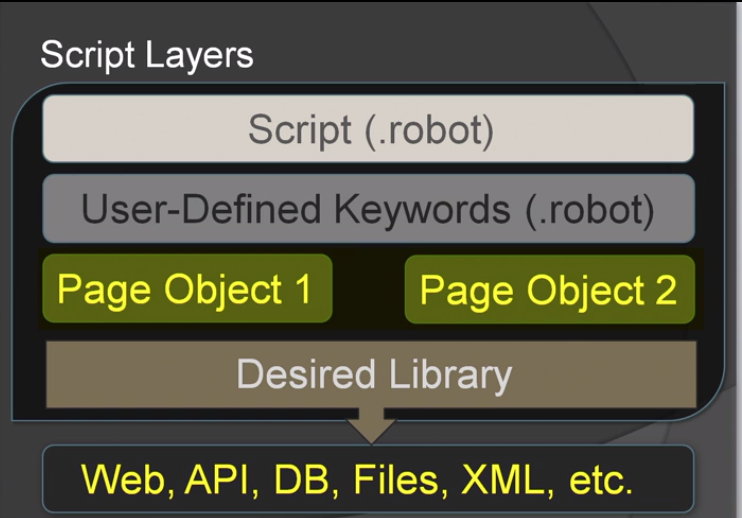 Script Layers
Script (.robot)
User-Defined Keywords (.robot)
Page Object 1
Page Object 2
Desired Library
Web, API, DB, Files, XML, etc.